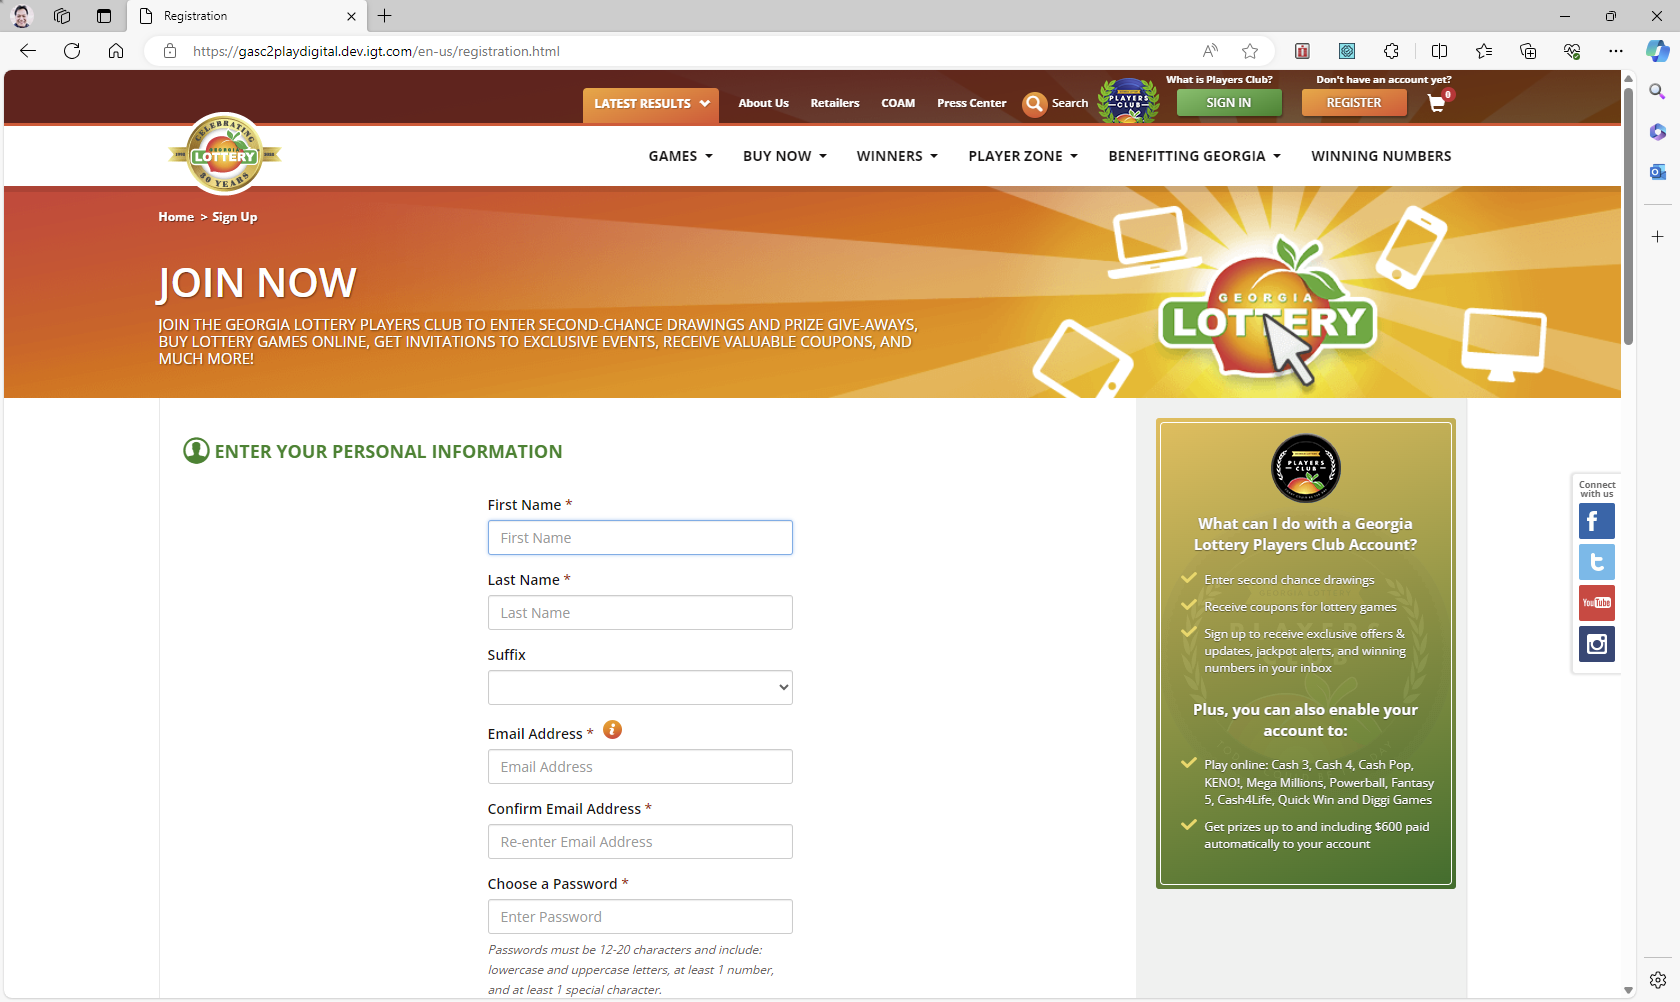 Registration
https://gasc2playdigital.dev.igt.com/en-us/registration.html
What is Players Club?
Don't have an account yet?
LATEST RESULTS
About Us
Retailers
COAM
Press Center
Search
PLAYERS
CLUB
SIGN IN
REGISTER
0
CELEBRATING
GEORGIA
LOTTERY
30 YEARS
GAMES
BUY NOW
WINNERS
PLAYER ZONE
BENEFITTING GEORGIA
WINNING NUMBERS
Home > Sign Up
JOIN NOW
JOIN THE GEORGIA LOTTERY PLAYERS CLUB TO ENTER SECOND-CHANCE DRAWINGS AND PRIZE GIVE-AWAYS,
BUY LOTTERY GAMES ONLINE, GET INVITATIONS TO EXCLUSIVE EVENTS, RECEIVE VALUABLE COUPONS, AND
MUCH MORE!
GEORGIA
LOTTERY
ENTER YOUR PERSONAL INFORMATION
First Name *
First Name
Last Name *
Last Name
Suffix
Email Address *
Email Address
Confirm Email Address *
Re-enter Email Address
Choose a Password *
Enter Password
Passwords must be 12-20 characters and include:
lowercase and uppercase letters, at least 1 number,
and at least 1 special character.
PLAYERS
CLUB
What can I do with a Georgia
Lottery Players Club Account?
Enter second chance drawings
Receive coupons for lottery games
Sign up to receive exclusive offers &
updates, jackpot alerts, and winning
numbers in your inbox
Plus, you can also enable your
account to:
Play online: Cash 3, Cash 4, Cash Pop,
KENO!, Mega Millions, Powerball, Fantasy
5, Cash4Life, Quick Win and Diggi Games
Get prizes up to and including $600 paid
automatically to your account
Connect
with us
YouTube